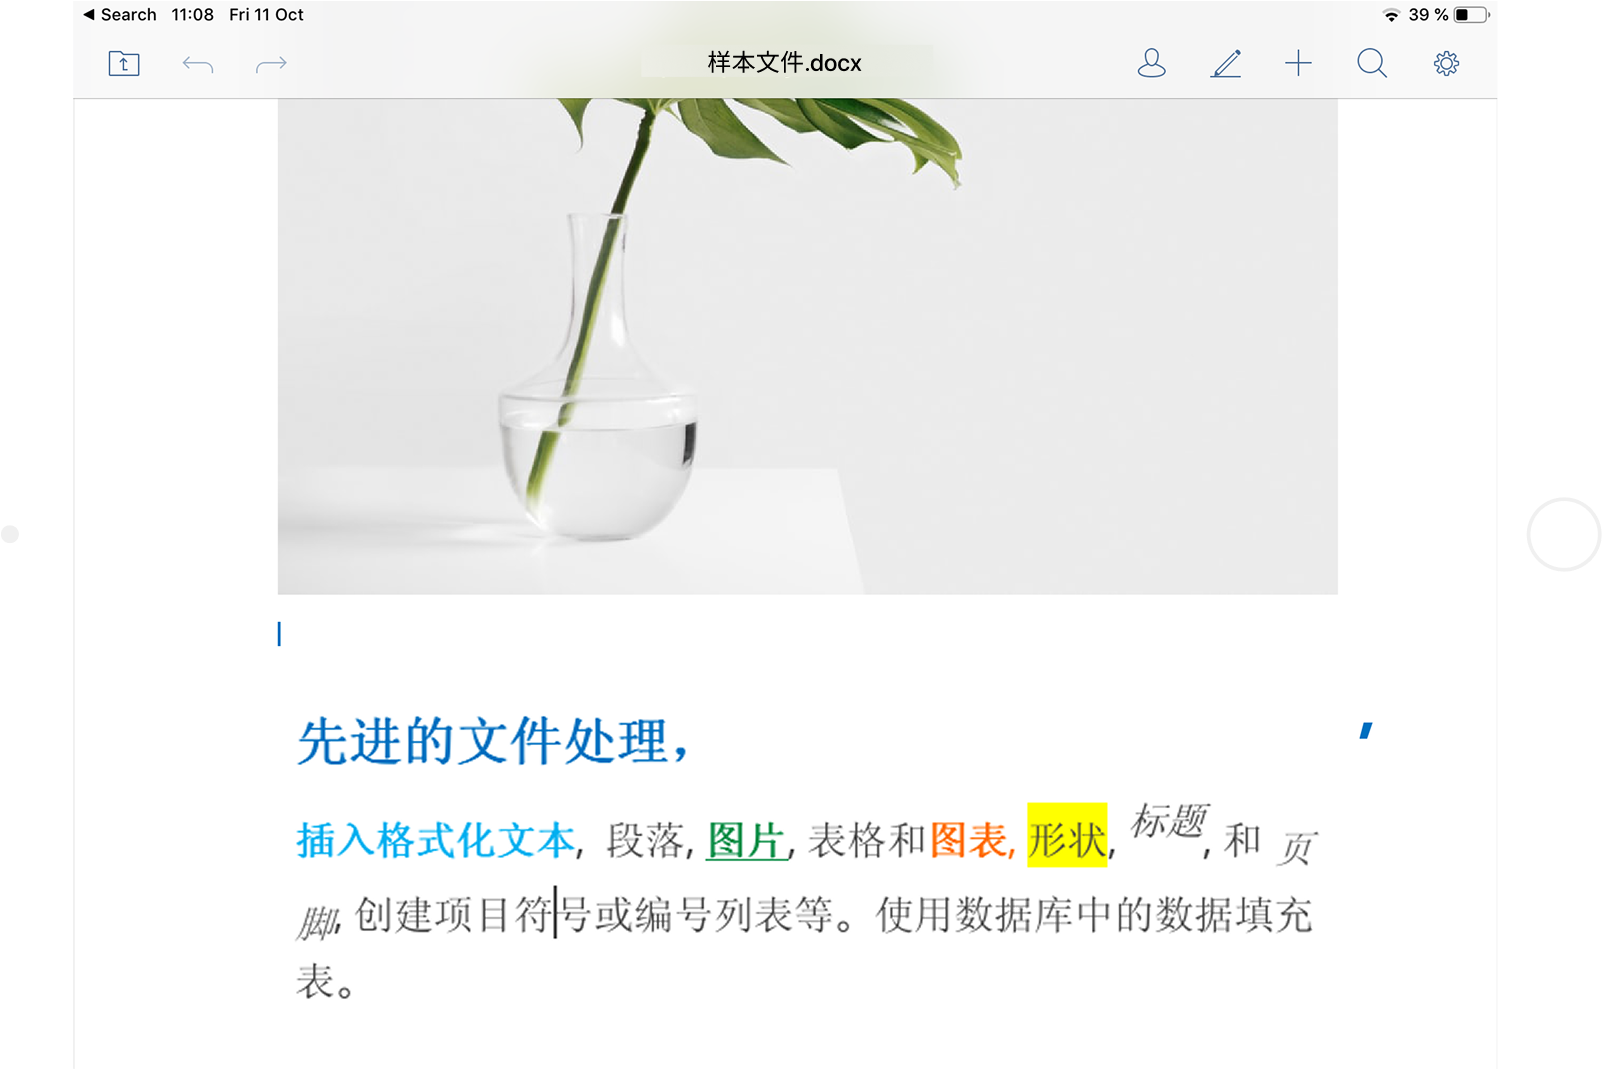 Search 11:08 Fri 11 Oct 39 %
样本文件.docx
先进的文件处理，
插入格式化文本, 段落, 图片, 表格和图表, 形状, 标题, 和 页
脚, 创建项目符号或编号列表等。使用数据库中的数据填充
表。